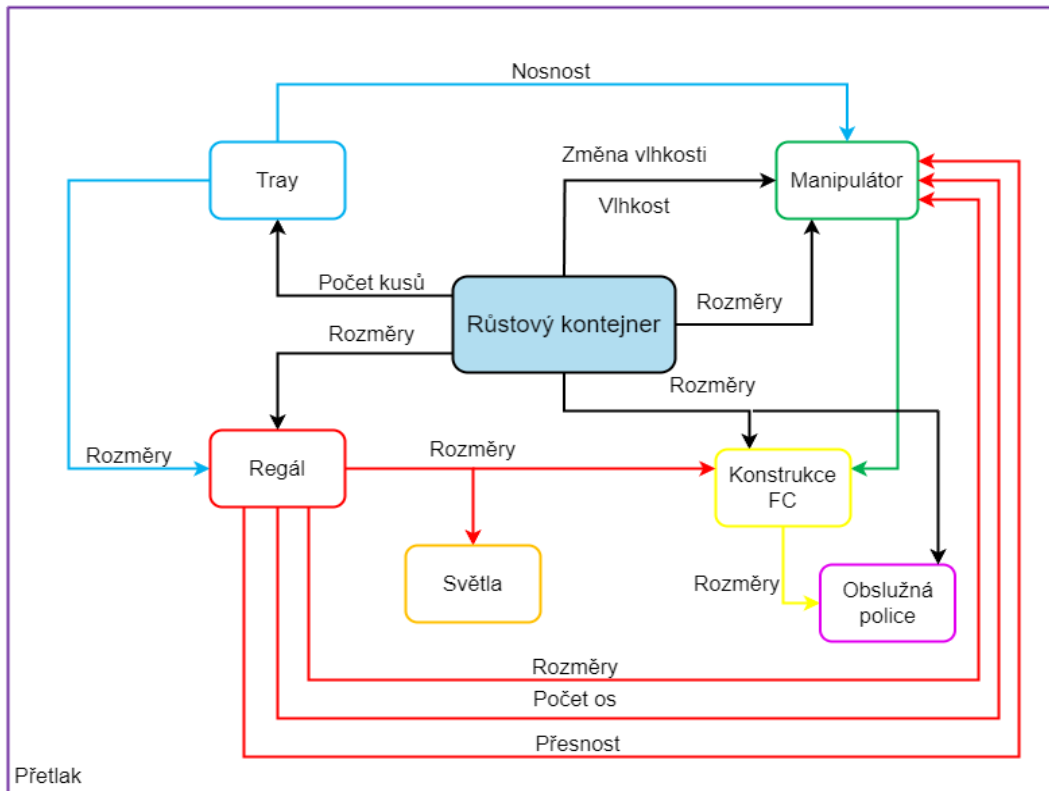 Nosnost
Změna vlhkosti
Tray
Manipulátor
Vlhkost
Počet kusů
Rozměry
Růstový kontejner
Rozměry
Rozměry
Rozměry
Regál
Rozměry
Konstrukce
FC
Světla
Rozměry
Obslužná
police
Rozměry
Počet os
Přesnost
Přetlak